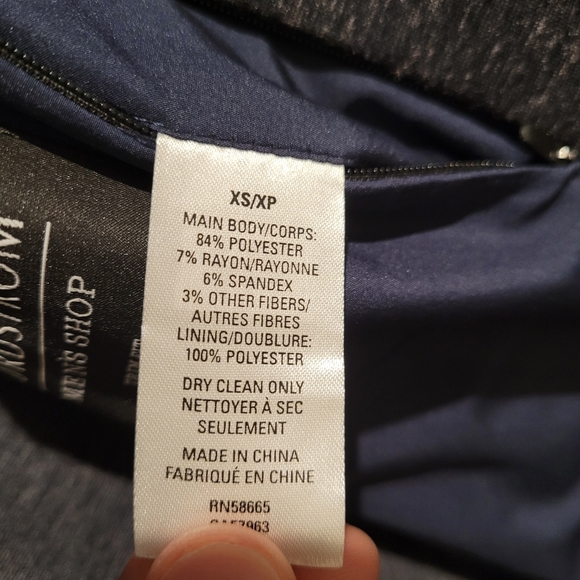 XS/XP
MAIN BODY/CORPS:
84% POLYESTER
7% RAYON/RAYONNE
6% SPANDEX
3% OTHER FIBERS/
AUTRES FIBRES
LINING/DOUBLURE:
100% POLYESTER
DRY CLEAN ONLY
NETTOYER À SEC
SEULEMENT
MADE IN CHINA
FABRIQUÉ EN CHINE
RN58665
SHOP